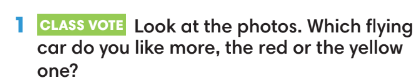 1 CLASS VOTE Look at the photos. Which flying
car do you like more, the red or the yellow
one?